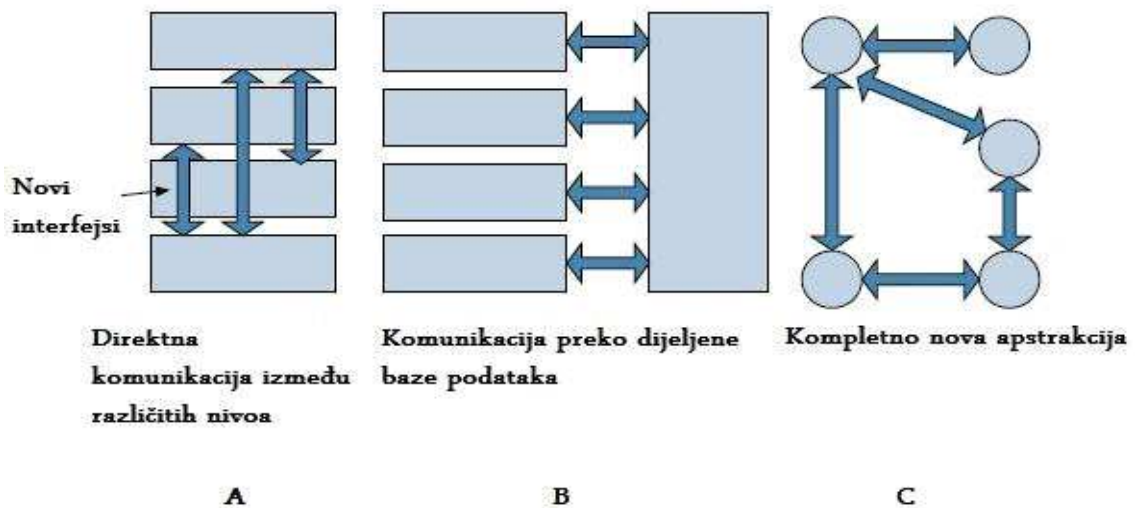 Novi
interfejsi
Direktna
komunikacija između
različitih nivoa
Komunikacija preko dijeljene
baze podataka
Kompletno nova apstrakcija
A
B
C